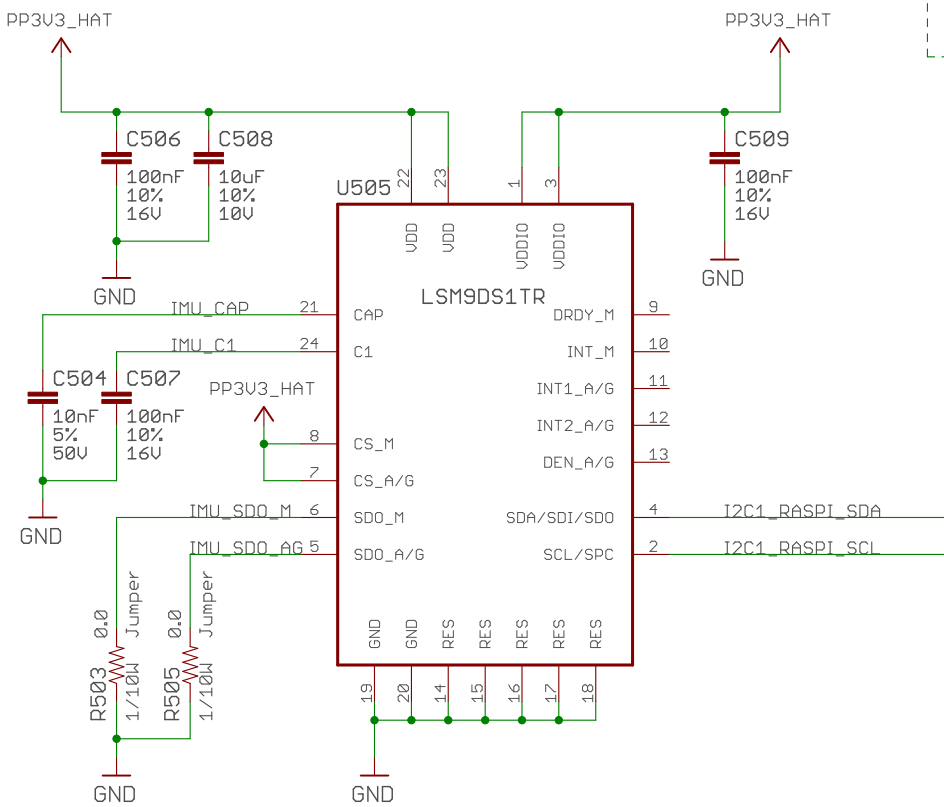 PP3V3_HAT
PP3V3_HAT
C506
100nF
10%
16V
C508
10uF
10%
10V
C509
100nF
10%
16V
GND
GND
U505
22
23
1
3
VDD
VDD
VDDIO
VDDIO
LSM9DS1TR
IMU_CAP
21
CAP
DRDY_M
9
IMU_C1
24
C1
INT_M
10
C504
10nF
5%
50V
C507
100nF
10%
16V
GND
PP3V3_HAT
INT1_A/G
11
INT2_A/G
12
8
CS_M
DEN_A/G
13
7
CS_A/G
IMU_SDO_M
6
SDO_M
SDA/SDI/SDO
4
I2C1_RASPI_SDA
IMU_SDO_AG
5
SDO_A/G
SCL/SPC
2
I2C1_RASPI_SCL
R503
0.0
1/10W
Jumper
R505
0.0
1/10W
Jumper
GND
GND
RES
RES
RES
RES
RES
19
20
14
15
16
17
18
GND
GND